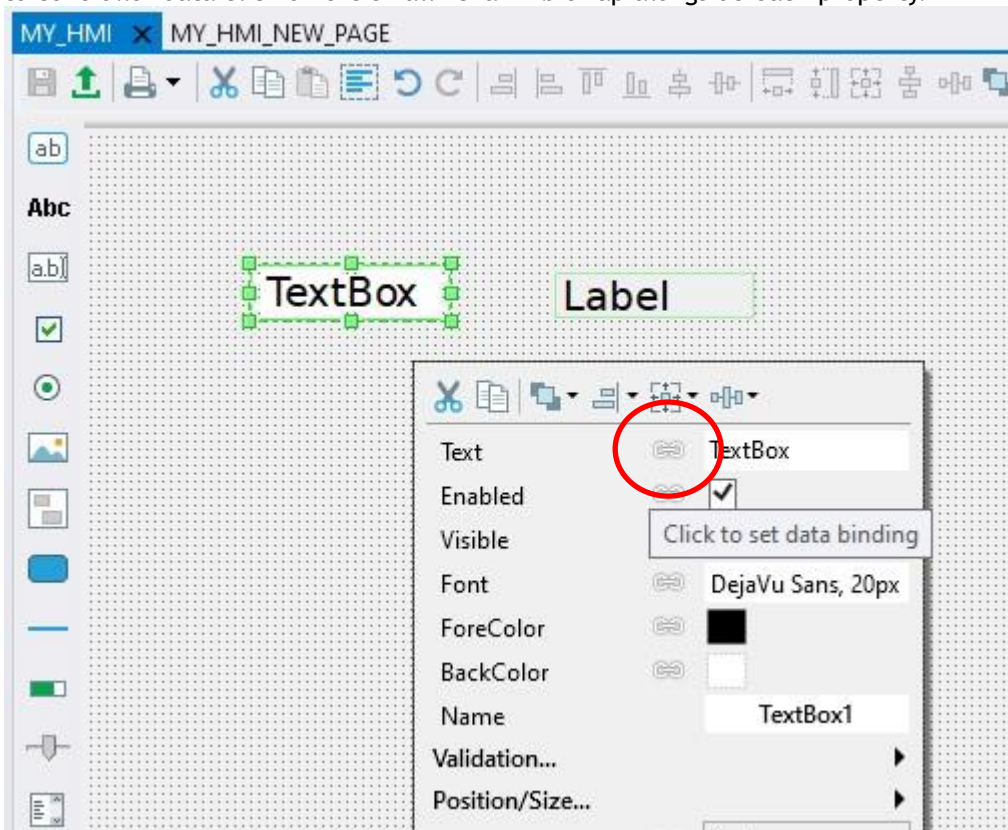 MY_HMI MY_HMI_NEW_PAGE
ab
Abc
a.b
TextBox Label
Text TextBox
Enabled
Visible Click to set data binding
Font DejaVu Sans, 20px
ForeColor
BackColor
Name TextBox1
Validation...
Position/Size...